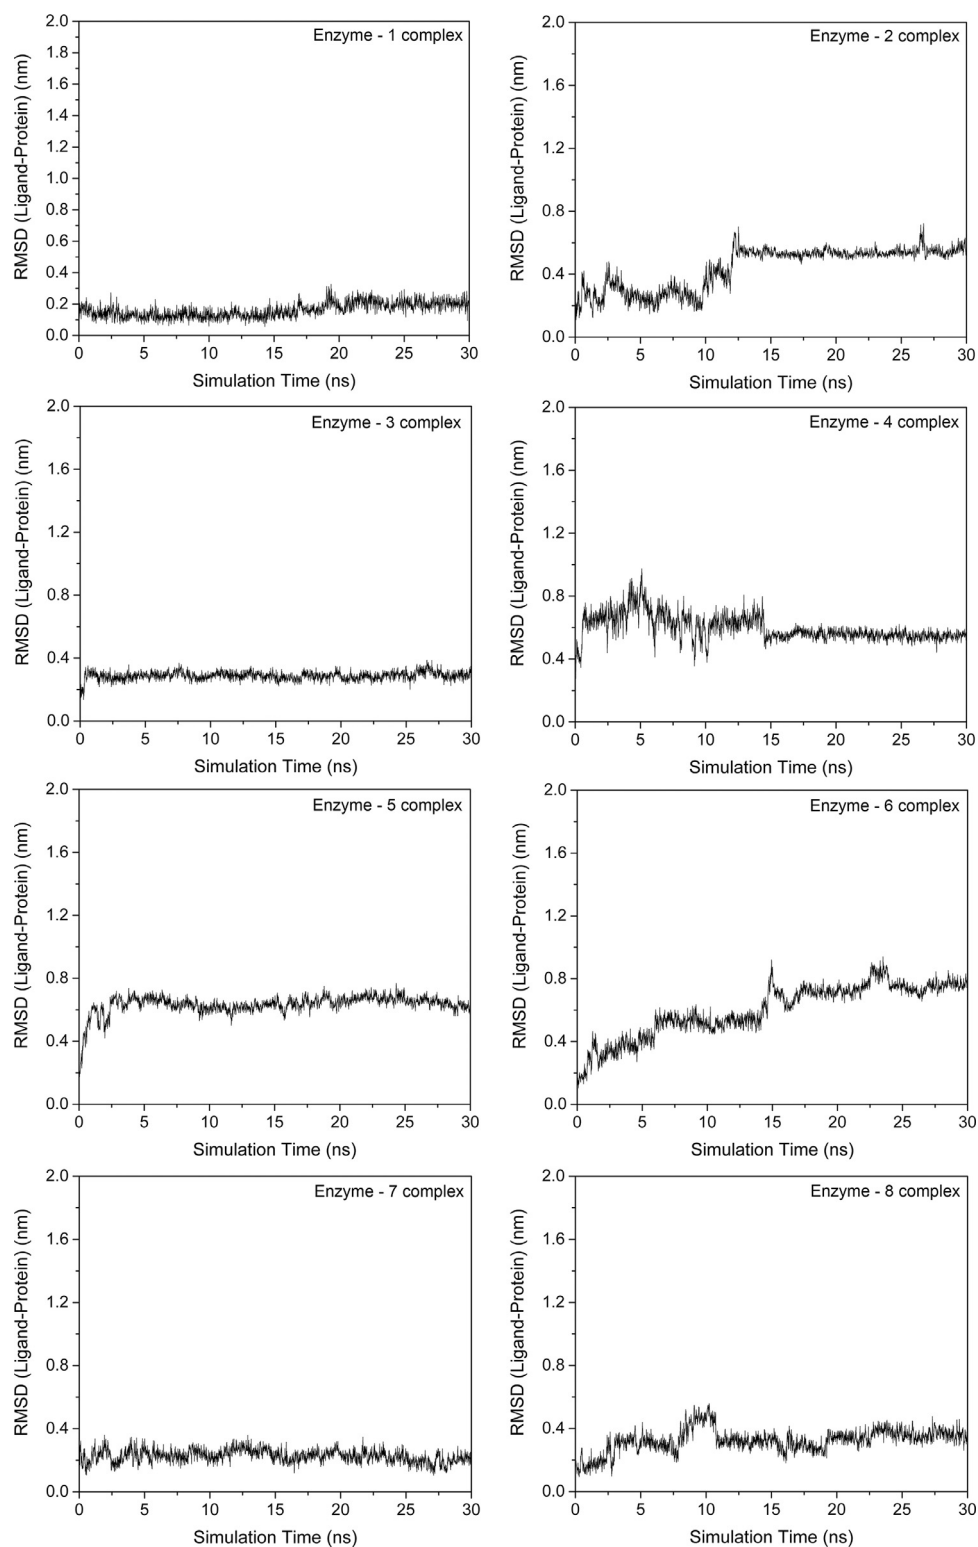 Enzyme - 1 complex
RMSD (Ligand-Protein) (nm)
2.0
1.8
1.6
1.4
1.2
1.0
0.8
0.6
0.4
0.2
0.0
0 5 10 15 20 25 30
Simulation Time (ns)
Enzyme - 2 complex
RMSD (Ligand-Protein) (nm)
2.0
1.6
1.2
0.8
0.4
0.0
0 5 10 15 20 25 30
Simulation Time (ns)
Enzyme - 3 complex
RMSD (Ligand-Protein) (nm)
2.0
1.6
1.2
0.8
0.4
0.0
0 5 10 15 20 25 30
Simulation Time (ns)
Enzyme - 4 complex
RMSD (Ligand-Protein) (nm)
2.0
1.6
1.2
0.8
0.4
0.0
0 5 10 15 20 25 30
Simulation Time (ns)
Enzyme - 5 complex
RMSD (Ligand-Protein) (nm)
2.0
1.6
1.2
0.8
0.4
0.0
0 5 10 15 20 25 30
Simulation Time (ns)
Enzyme - 6 complex
RMSD (Ligand-Protein) (nm)
2.0
1.6
1.2
0.8
0.4
0.0
0 5 10 15 20 25 30
Simulation Time (ns)
Enzyme - 7 complex
RMSD (Ligand-Protein) (nm)
2.0
1.6
1.2
0.8
0.4
0.0
0 5 10 15 20 25 30
Simulation Time (ns)
Enzyme - 8 complex
RMSD (Ligand-Protein) (nm)
2.0
1.6
1.2
0.8
0.4
0.0
0 5 10 15 20 25 30
Simulation Time (ns)